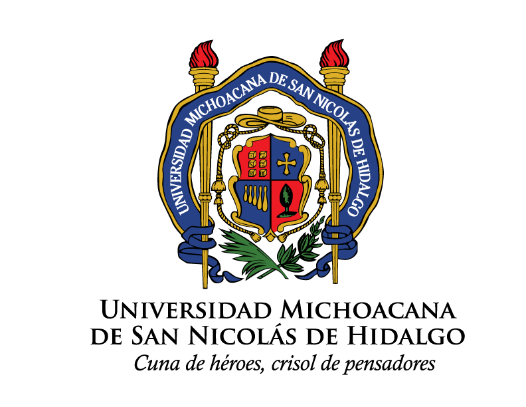 UNIVERSIDAD MICHOACANA DE SAN NICOLAS DE HIDALGO
UNIVERSIDAD MICHOACANA
DE SAN NICOLÁS DE HIDALGO
Cuna de héroes, crisol de pensadores